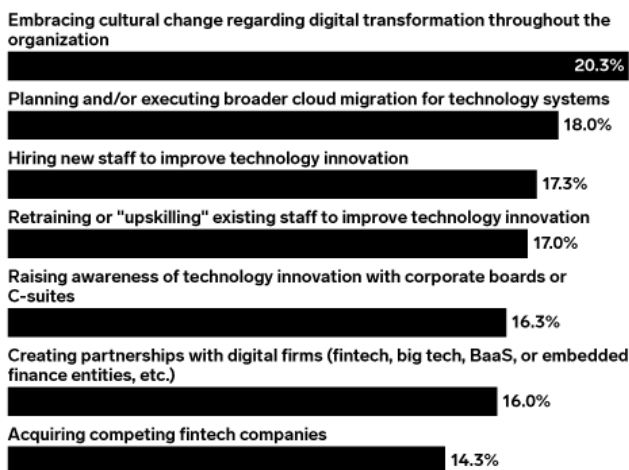 Embracing cultural change regarding digital transformation throughout the
organization
20.3%
Planning and/or executing broader cloud migration for technology systems
18.0%
Hiring new staff to improve technology innovation
17.3%
Retraining or "upskilling" existing staff to improve technology innovation
17.0%
Raising awareness of technology innovation with corporate boards or
C-suites
16.3%
Creating partnerships with digital firms (fintech, big tech, BaaS, or embedded
finance entities, etc.)
16.0%
Acquiring competing fintech companies
14.3%